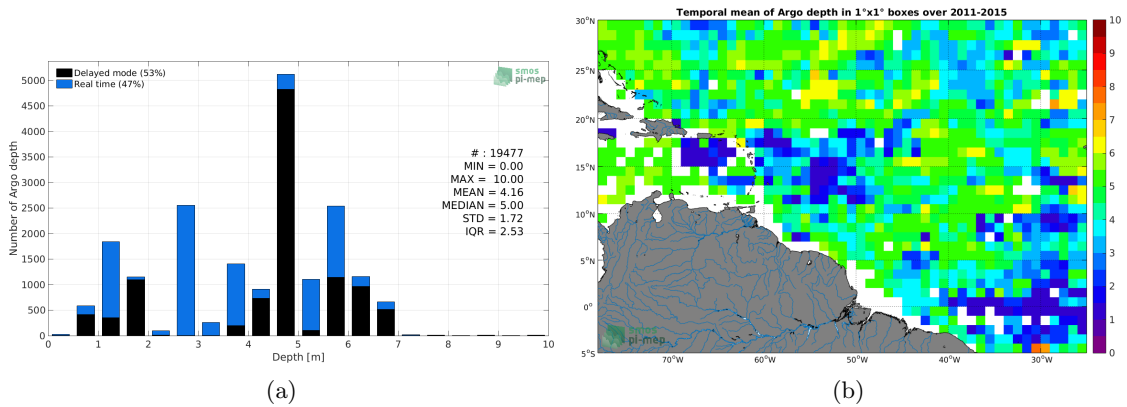 Temporal mean of Argo depth in 1°x1° boxes over 2011-2015
Delayed mode (53%)
Real time (47%)
smos
pi-mep
# : 19477
MIN = 0.00
MAX = 10.00
MEAN = 4.16
MEDIAN = 5.00
STD = 1.72
IQR = 2.53
Number of Argo depth
5000
4500
4000
3500
3000
2500
2000
1500
1000
500
0
0 1 2 3 4 5 6 7 8 9 10
Depth [m]
(a)
30°N
25°N
20°N
15°N
10°N
5°N
0°
5°S
70°W 60°W 50°W 40°W 30°W
smos
pi-mep
10
9
8
7
6
5
4
3
2
1
0
(b)